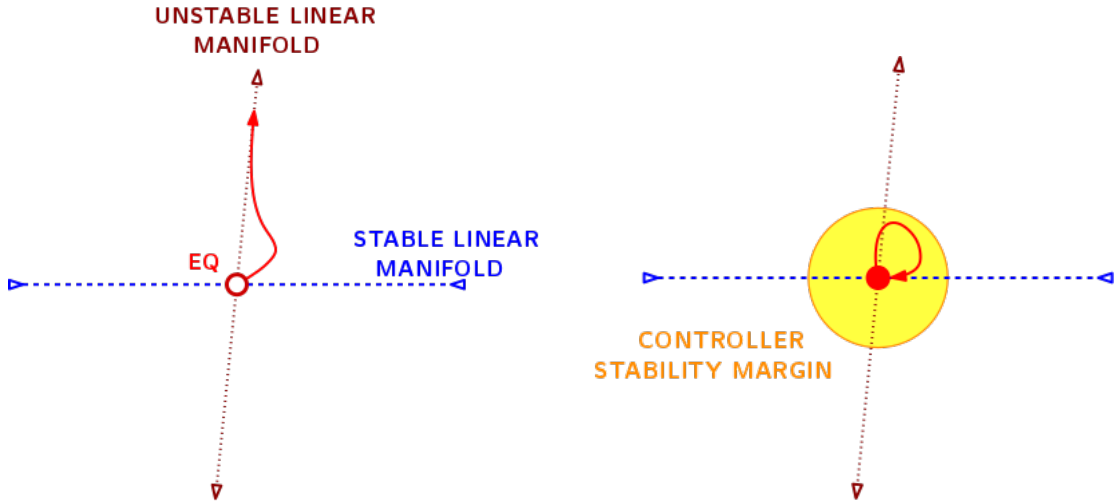 UNSTABLE LINEAR
MANIFOLD
STABLE LINEAR
MANIFOLD
EQ
CONTROLLER
STABILITY MARGIN